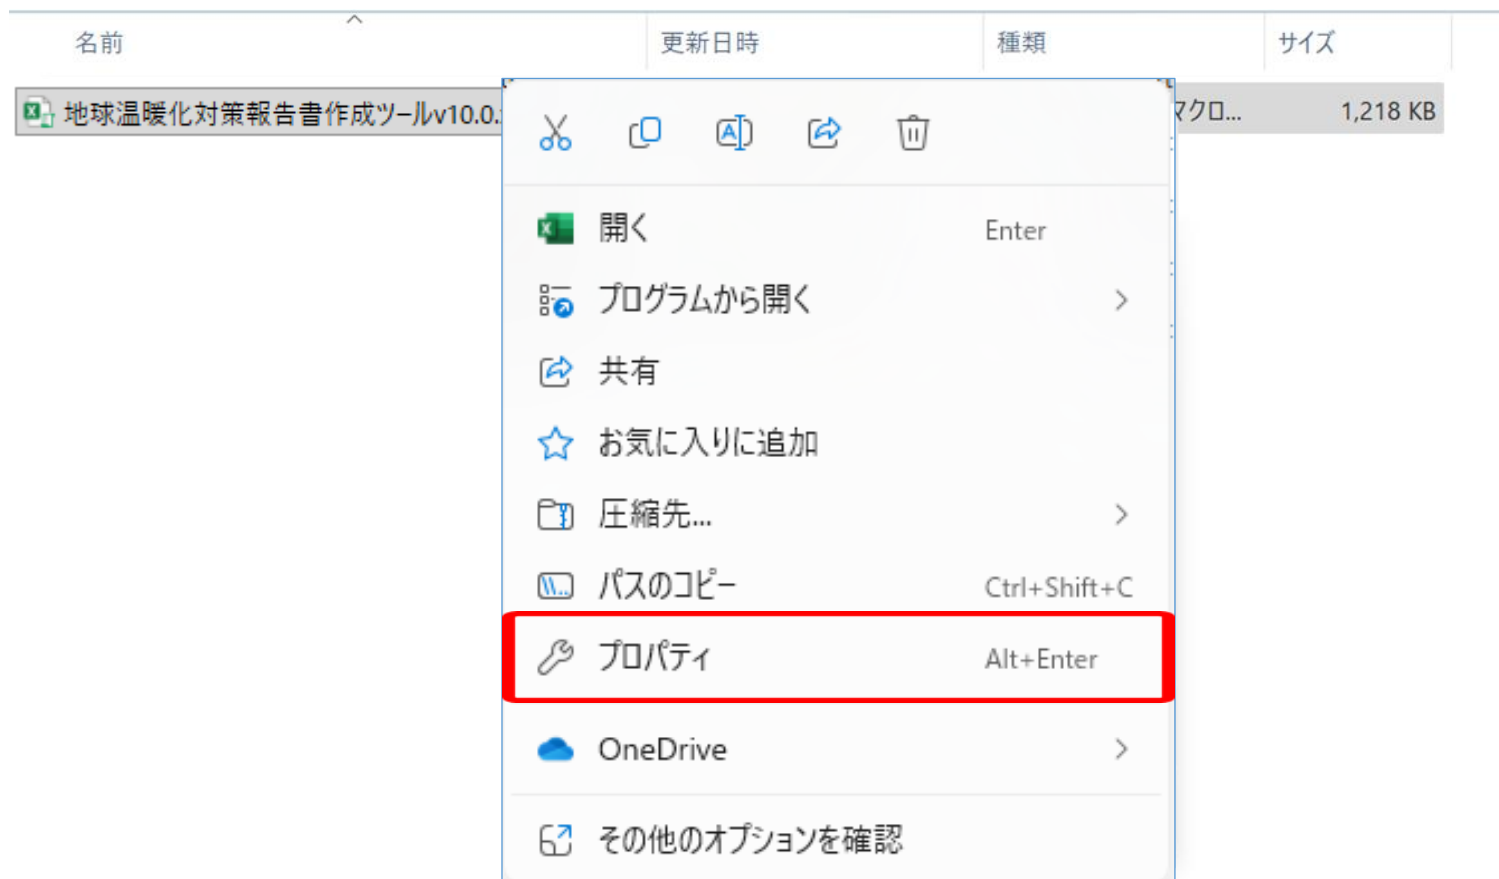 名前 更新日時 種類 サイズ
地球温暖化対策報告書作成ツールv10.0. マクロ... 1,218 KB
開く Enter
プログラムから開く
共有
お気に入りに追加
圧縮先...
パスのコピー Ctrl+Shift+C
プロパティ Alt+Enter
OneDrive
その他のオプションを確認